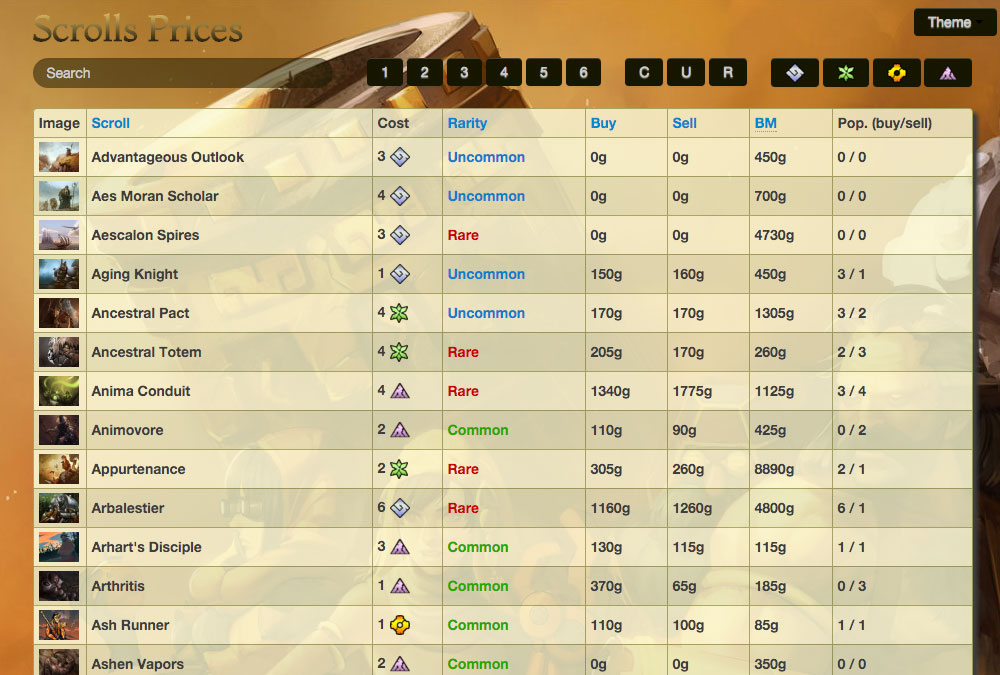 Scrolls Prices
Theme
Search 1 2 3 4 5 6 C U R
Image Scroll Cost Rarity Buy Sell BM Pop. (buy/sell)
Advantageous Outlook 3 Uncommon 0g 0g 450g 0 / 0
Aes Moran Scholar 4 Uncommon 0g 0g 700g 0 / 0
Aescalon Spires 3 Rare 0g 0g 4730g 0 / 0
Aging Knight 1 Uncommon 150g 160g 450g 3 / 1
Ancestral Pact 4 Uncommon 170g 170g 1305g 3 / 2
Ancestral Totem 4 Rare 205g 170g 260g 2 / 3
Anima Conduit 4 Rare 1340g 1775g 1125g 3 / 4
Animovore 2 Common 110g 90g 425g 0 / 2
Appurtenance 2 Rare 305g 260g 8890g 2 / 1
Arbalestier 6 Rare 1160g 1260g 4800g 6 / 1
Arhart's Disciple 3 Common 130g 115g 115g 1 / 1
Arthritis 1 Common 370g 65g 185g 0 / 3
Ash Runner 1 Common 110g 100g 85g 1 / 1
Ashen Vapors 2 Common 0g 0g 350g 0 / 0